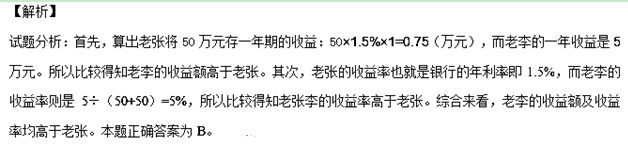 【解析】
试题分析：首先，算出老张将 50 万元存一年期的收益：50×1.5%×1=0.75（万元），而老李的一年收益是 5
万元。所以比较得知老李的收益额高于老张。其次，老张的收益率也就是银行的年利率即 1.5%，而老李的
收益率则是 5÷（50+50）=5%，所以比较得知老张李的收益率高于老张。综合来看，老李的收益额及收益
率均高于老张。本题正确答案为 B。